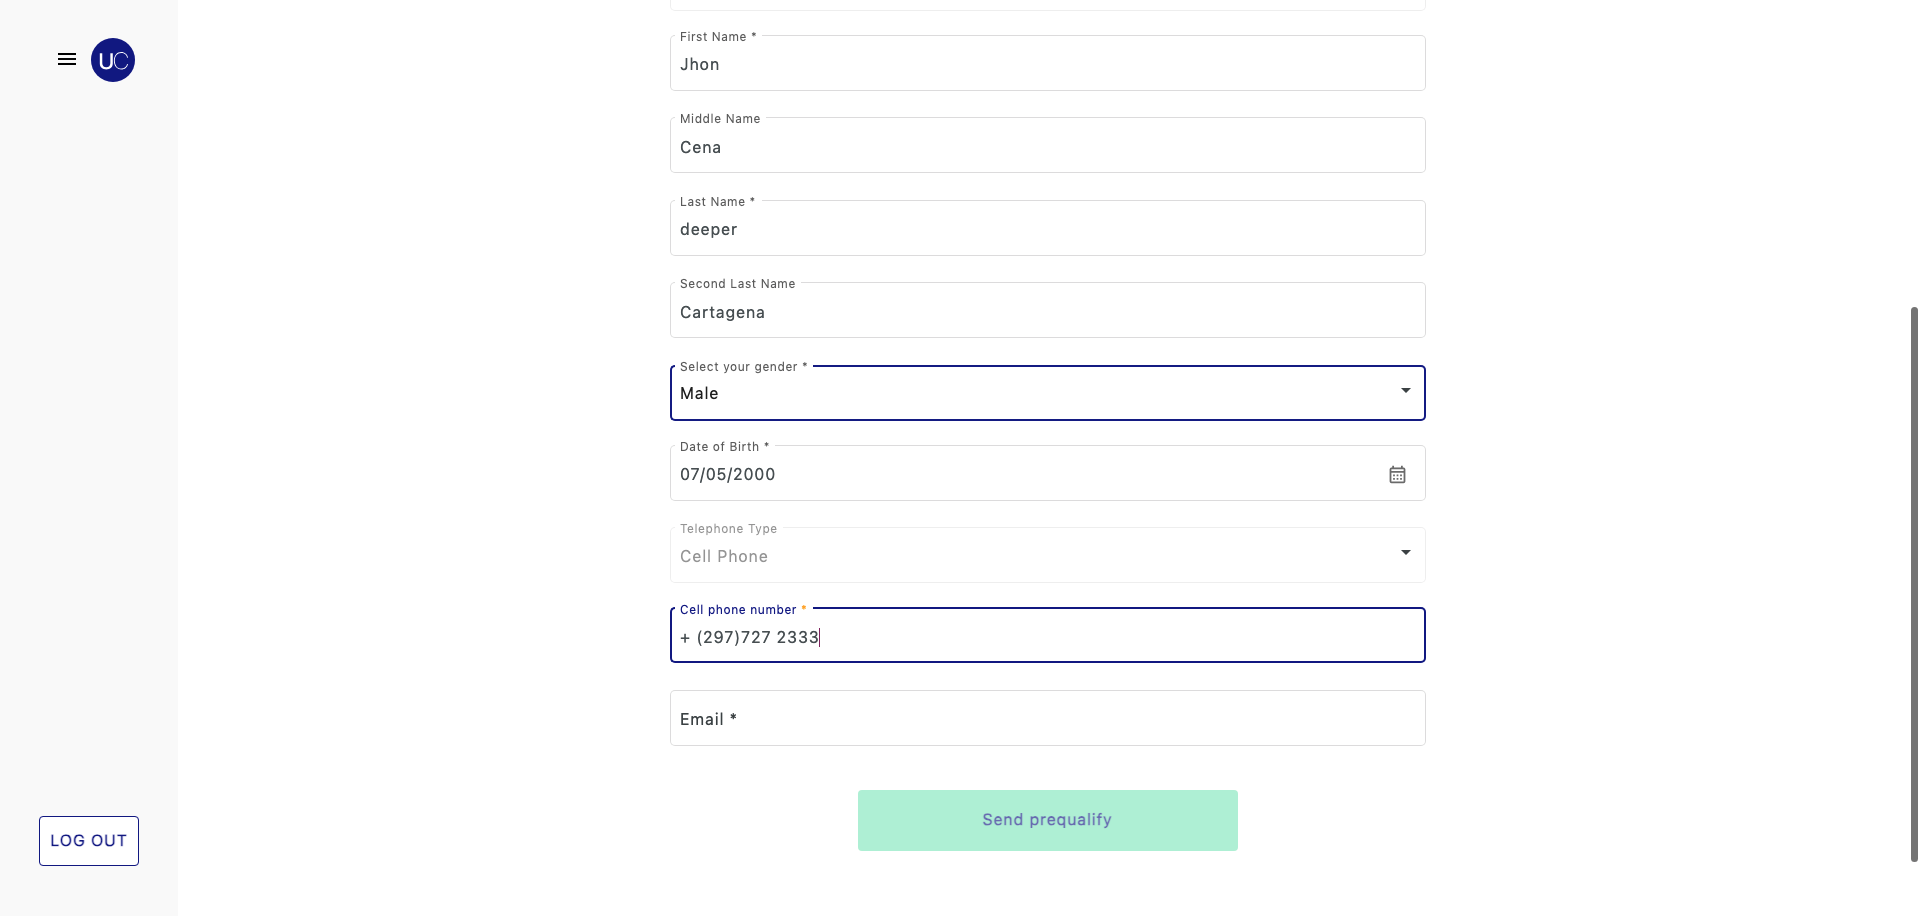 UC
First Name *
Jhon
Middle Name
Cena
Last Name *
deeper
Second Last Name
Cartagena
Select your gender *
Male
Date of Birth *
07/05/2000
Telephone Type
Cell Phone
Cell phone number *
+ (297)727 2333
Email *
Send prequalify
LOG OUT